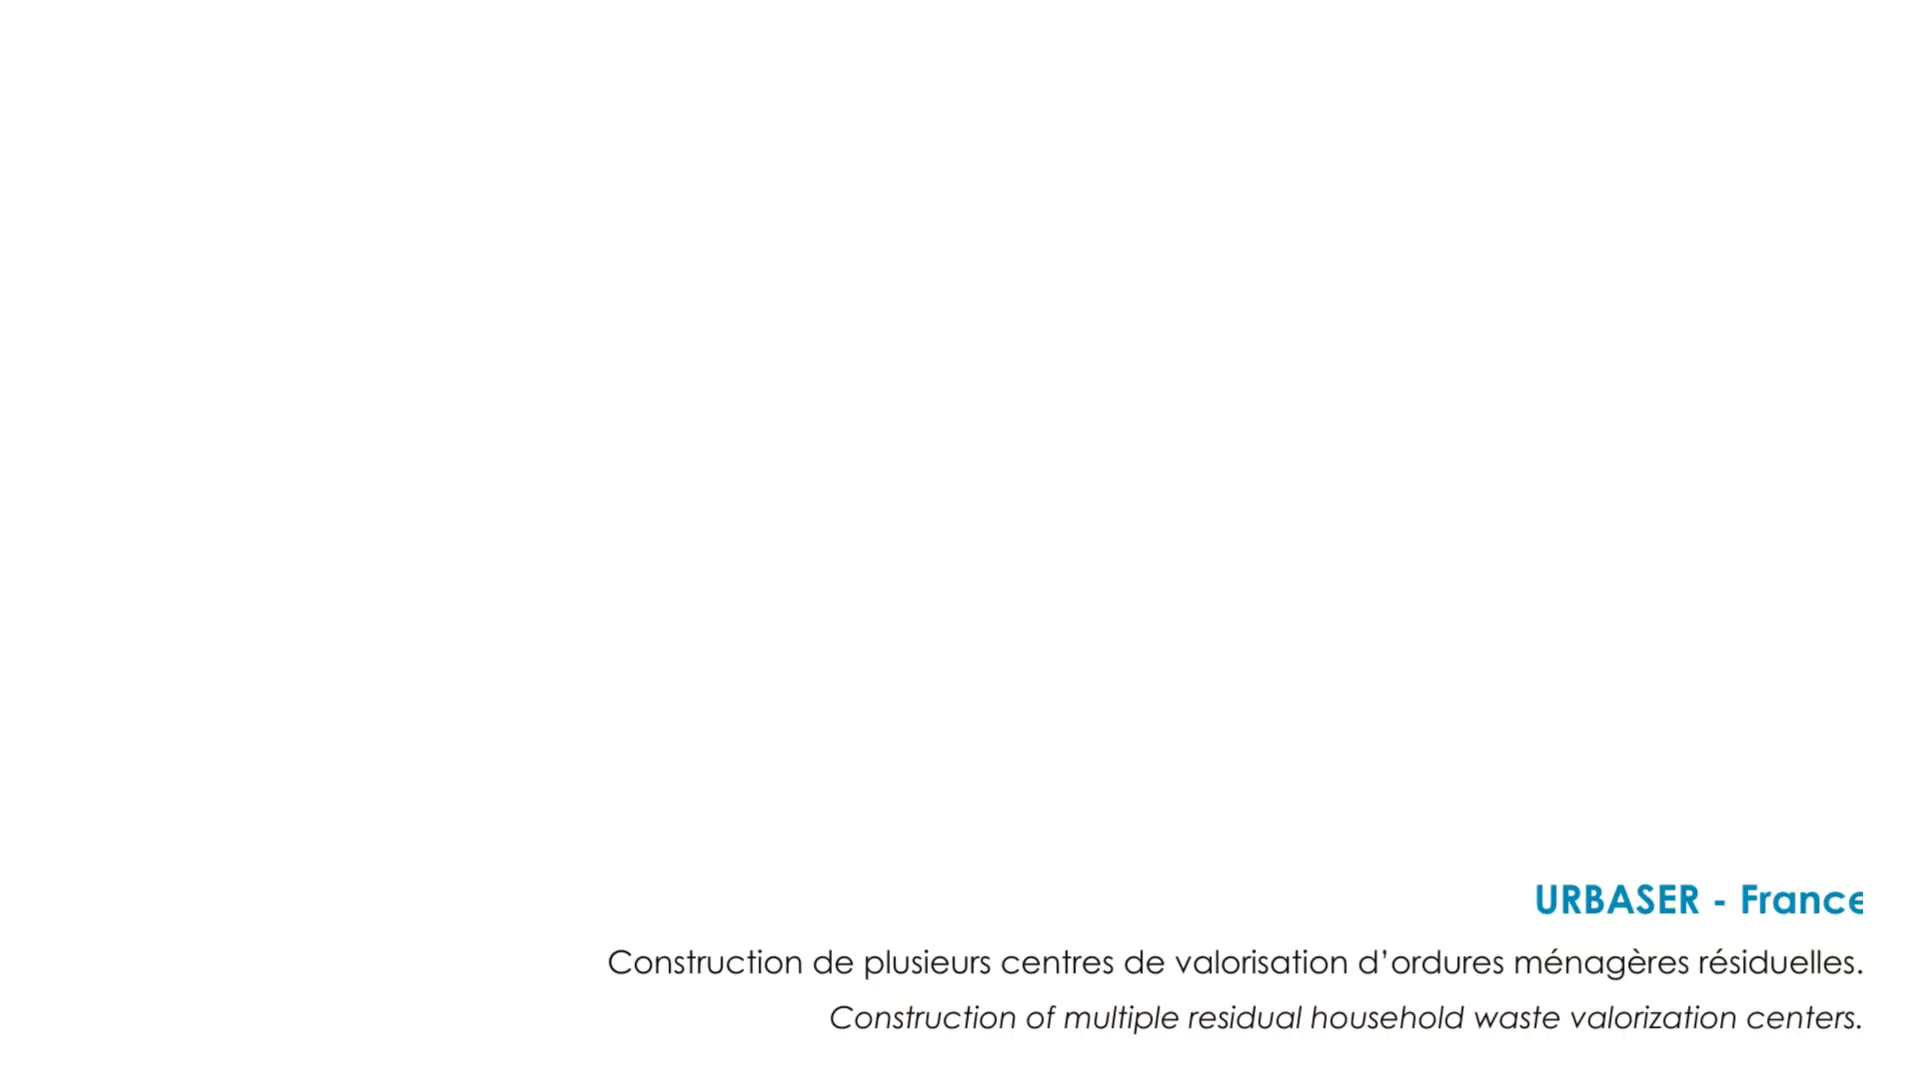 URBASER - France
Construction de plusieurs centres de valorisation d’ordures ménagères résiduelles.
Construction of multiple residual household waste valorization centers.